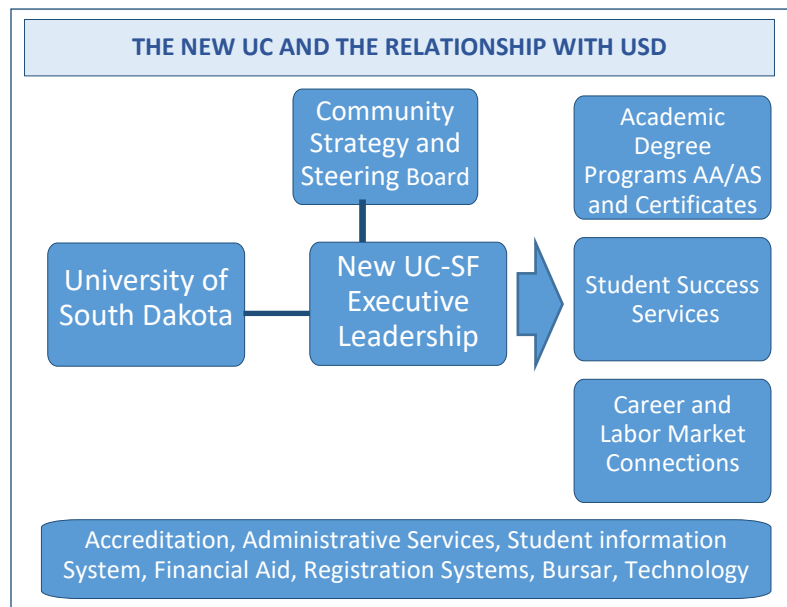 THE NEW UC AND THE RELATIONSHIP WITH USD
Community
Strategy and
Steering Board
Academic
Degree
Programs AA/AS
and Certificates
University of
South Dakota
New UC-SF
Executive
Leadership
Student Success
Services
Career and
Labor Market
Connections
Accreditation, Administrative Services, Student information
System, Financial Aid, Registration Systems, Bursar, Technology